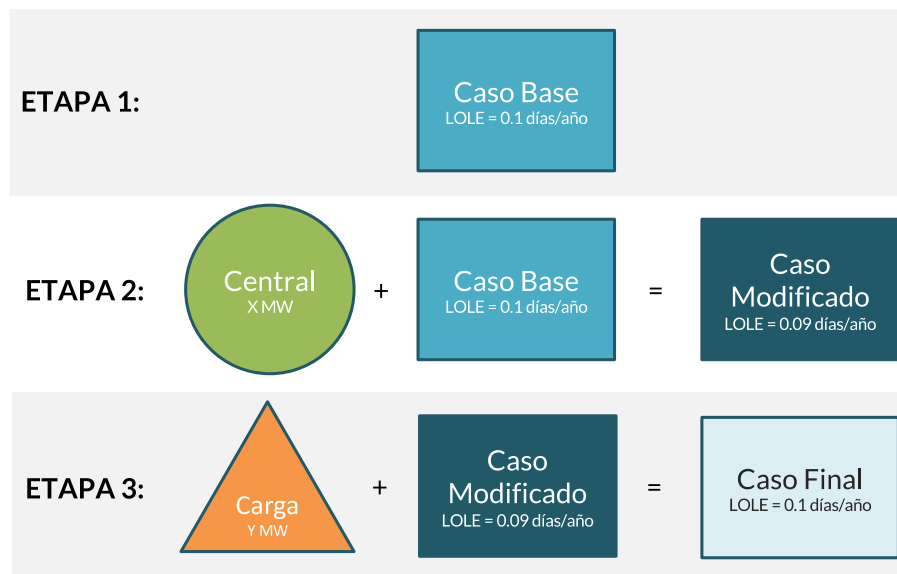 ETAPA 1:
Caso Base
LOLE = 0.1 días/año
ETAPA 2:
Central
X MW
+
Caso Base
LOLE = 0.1 días/año
=
Caso
Modificado
LOLE = 0.09 días/año
ETAPA 3:
Carga
Y MW
+
Caso
Modificado
LOLE = 0.09 días/año
=
Caso Final
LOLE = 0.1 días/año